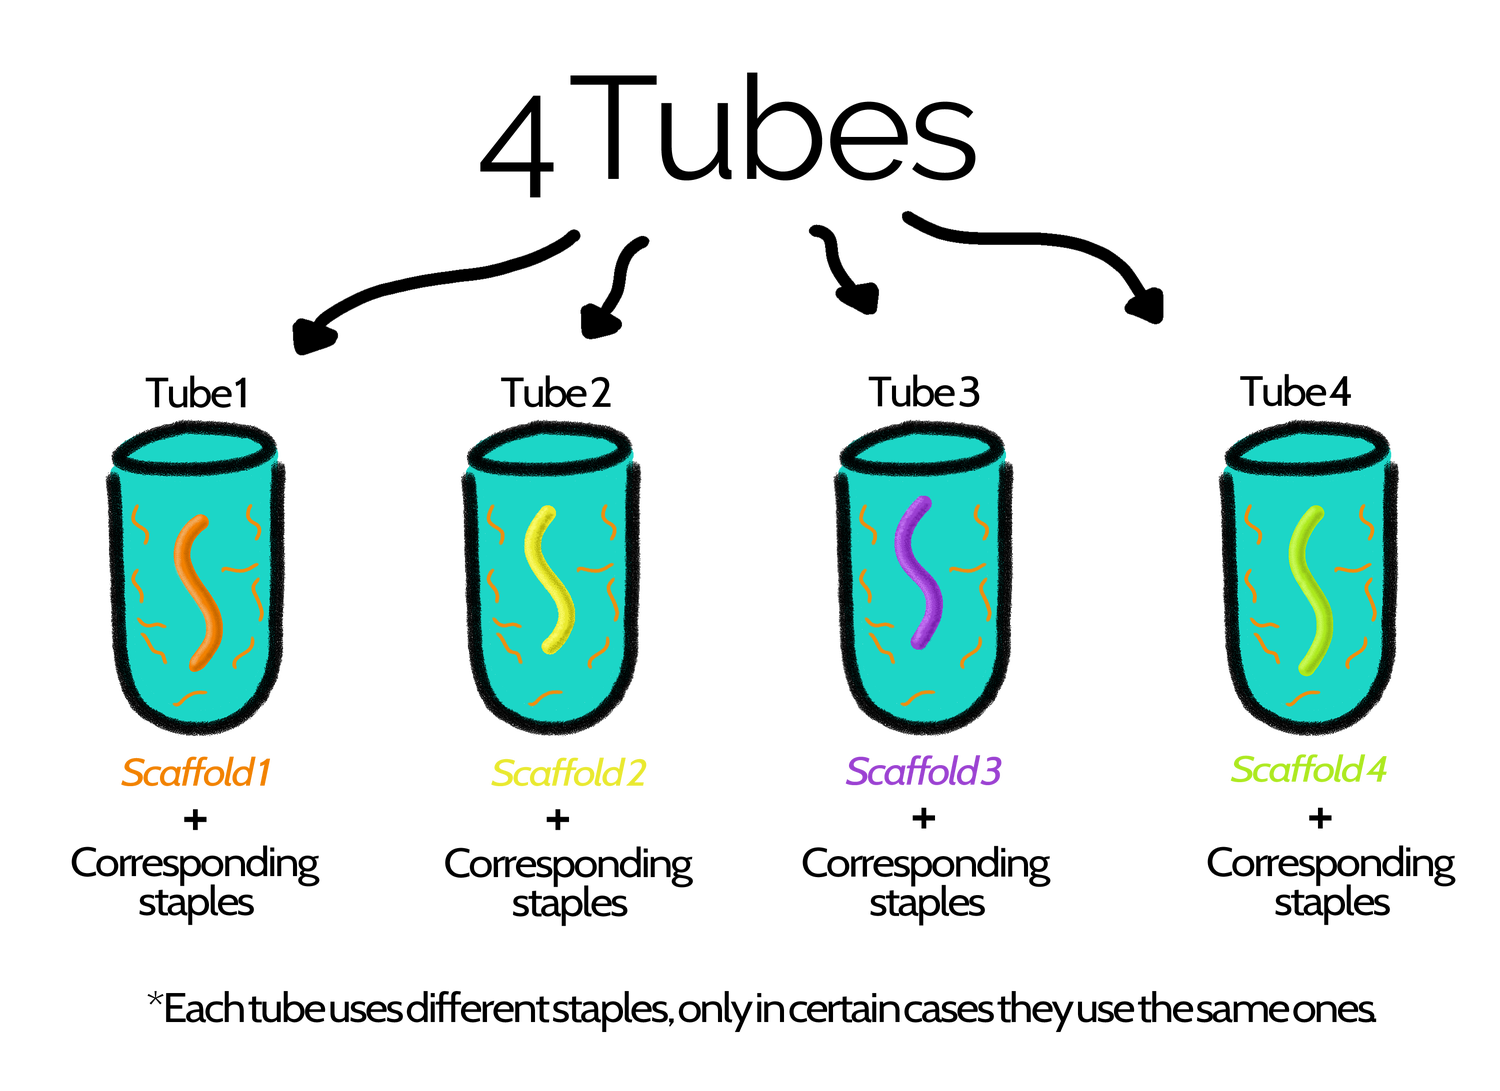 4 Tubes
Tube 1
Tube 2
Tube 3
Tube 4
Scaffold 1
+
Corresponding
staples
Scaffold 2
+
Corresponding
staples
Scaffold 3
+
Corresponding
staples
Scaffold 4
+
Corresponding
staples
*Each tube uses different staples, only in certain cases they use the same ones.